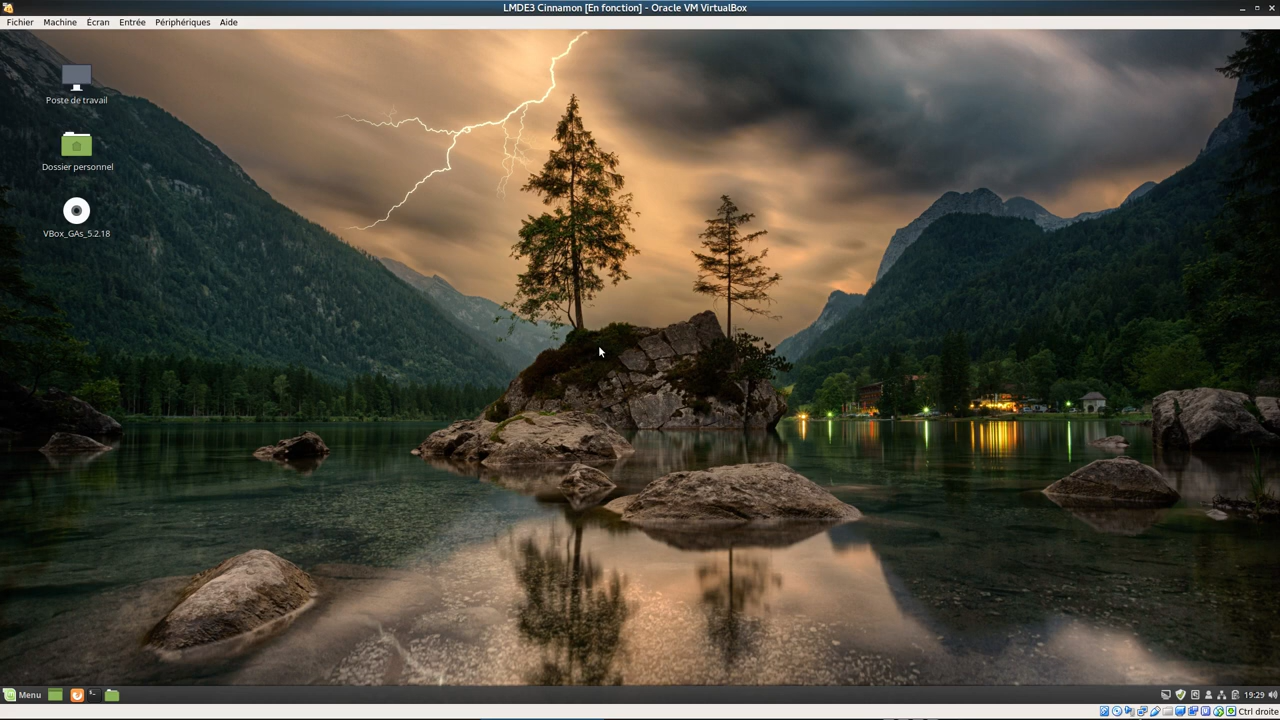 LMDE3 Cinnamon [En fonction] - Oracle VM VirtualBox
Fichier Machine Écran Entrée Périphériques Aide
Poste de travail
Dossier personnel
VBox_GAs_5.2.18
Menu 19:29
Ctrl droite